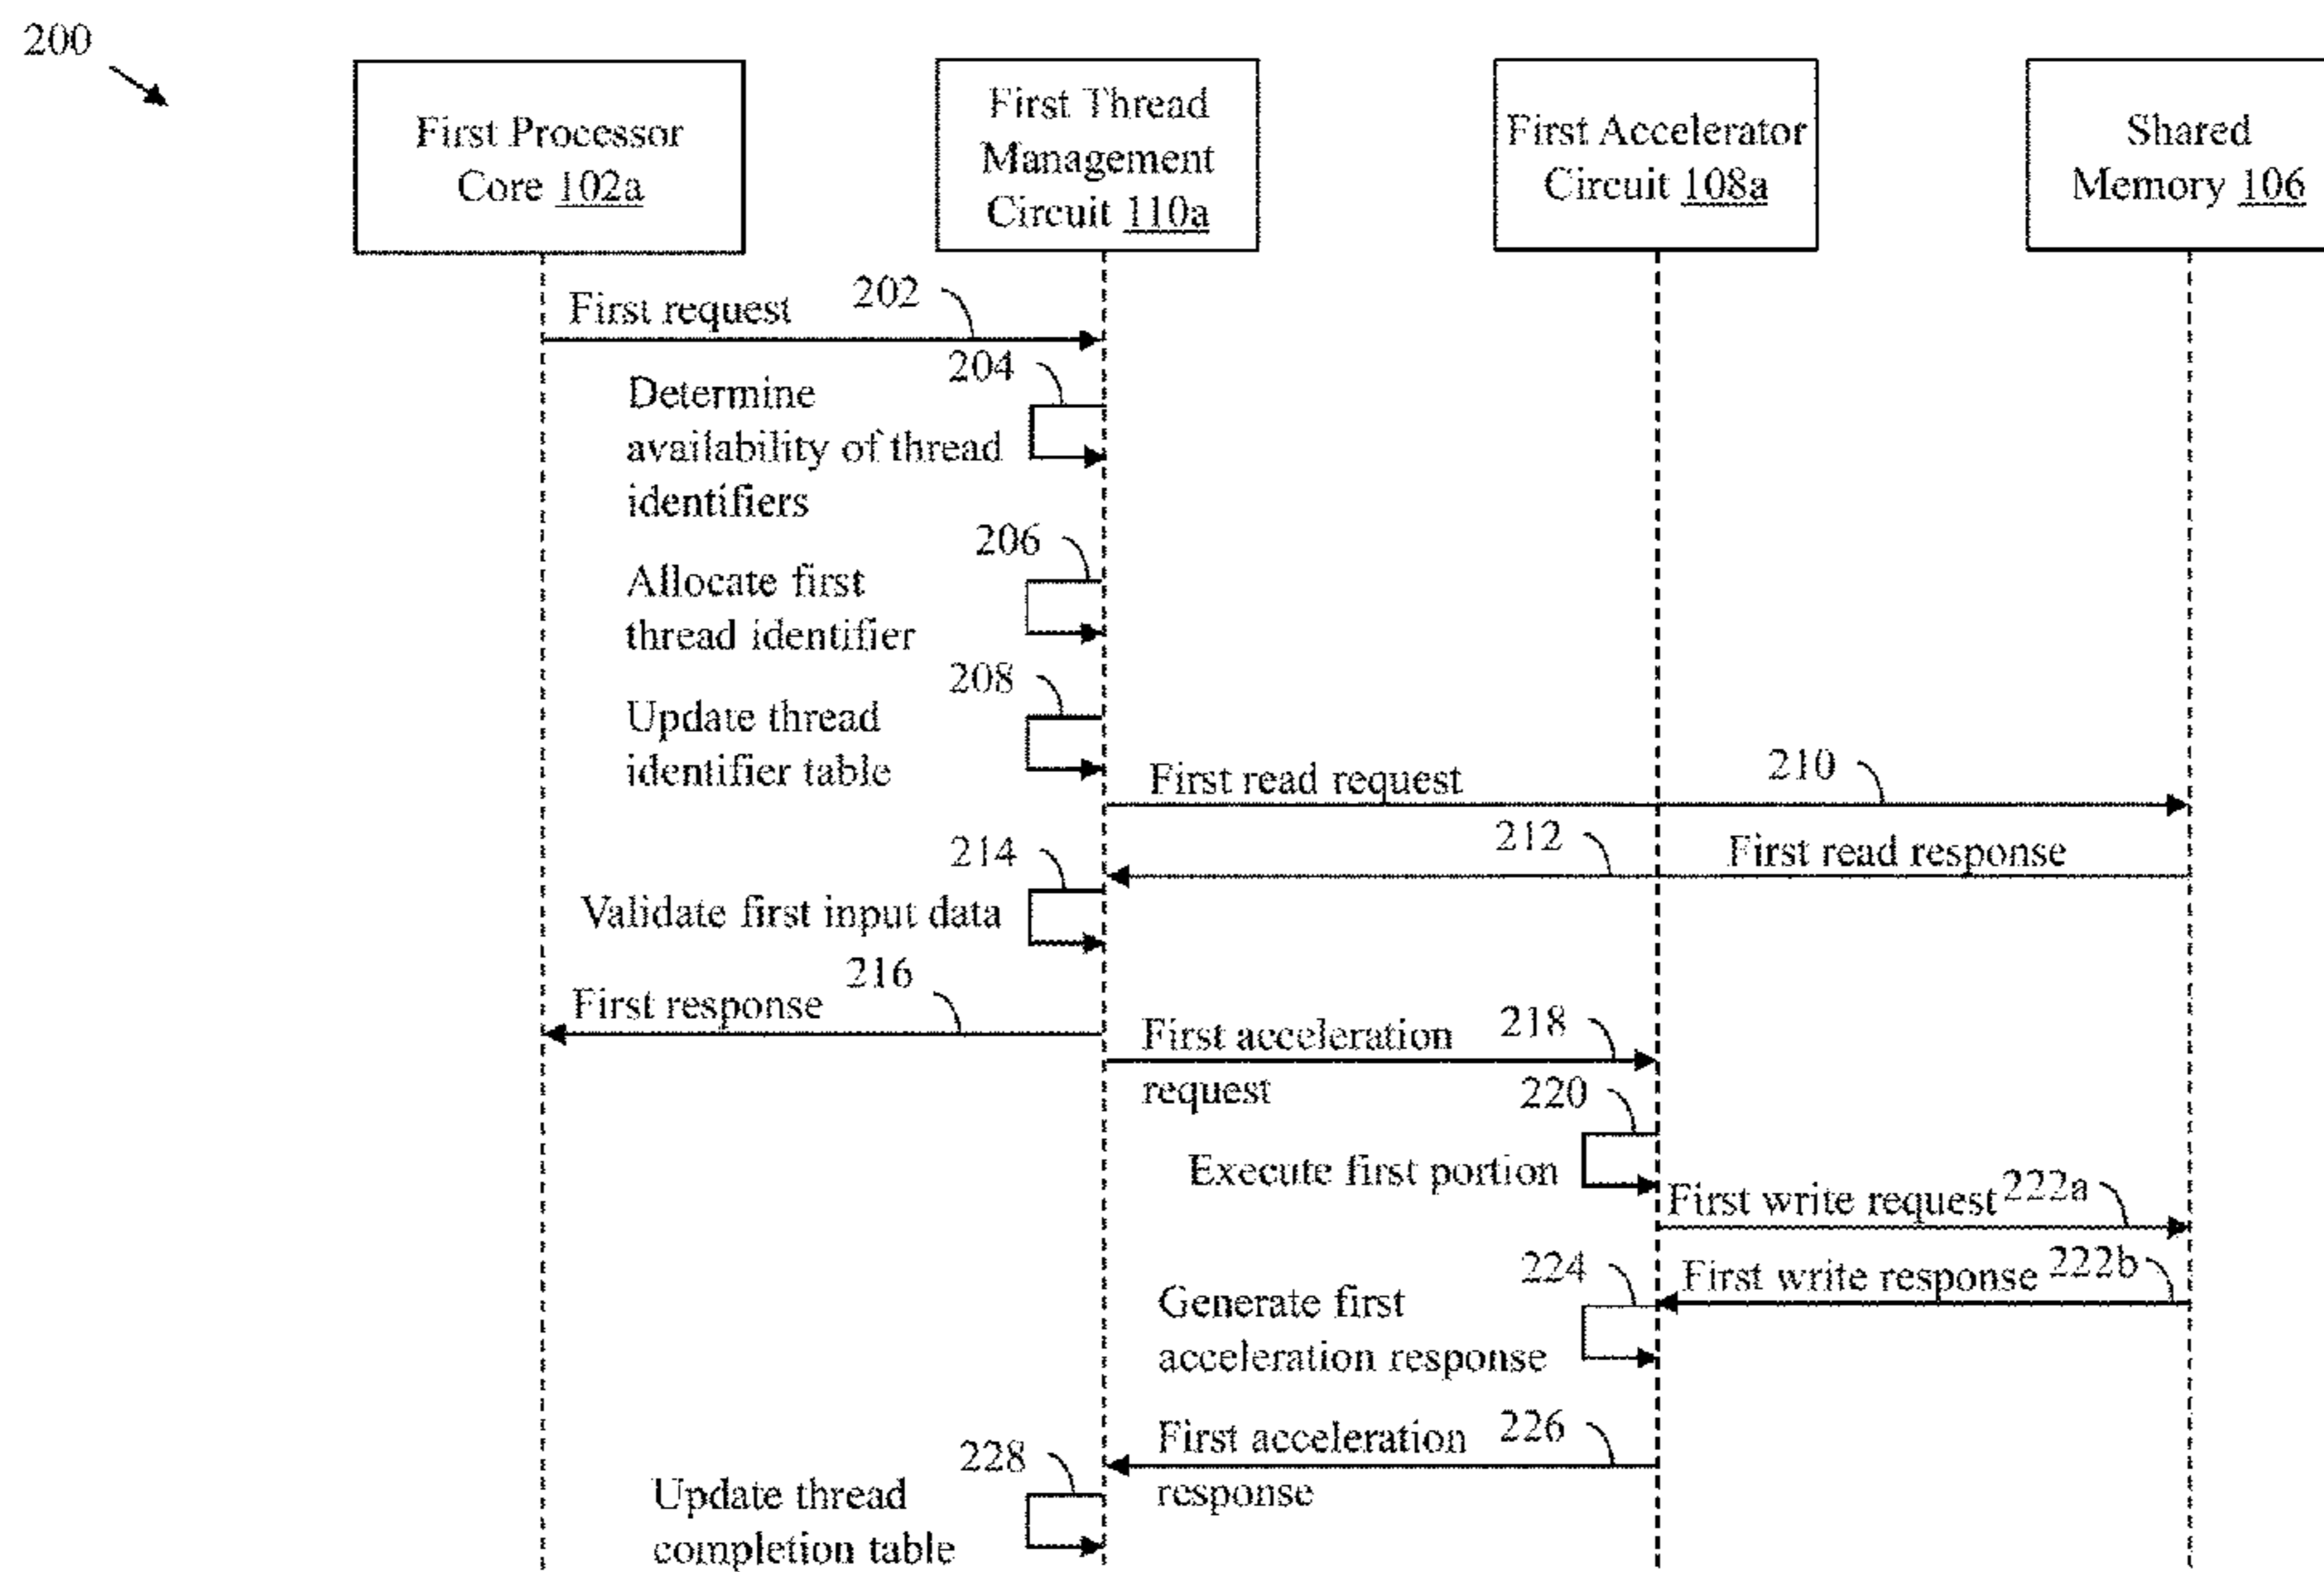 200
First Processor
Core 102a
First Thread
Management
Circuit 110a
First Accelerator
Circuit 108a
Shared
Memory 106
First request
202
204
Determine
availability of thread
identifiers
206
Allocate first
thread identifier
208
Update thread
identifier table
First read request
210
212
First read response
214
Validate first input data
First response
216
First acceleration
request
218
220
Execute first portion
First write request
222a
First write response
222b
224
Generate first
acceleration response
First acceleration
response
226
228
Update thread
completion table